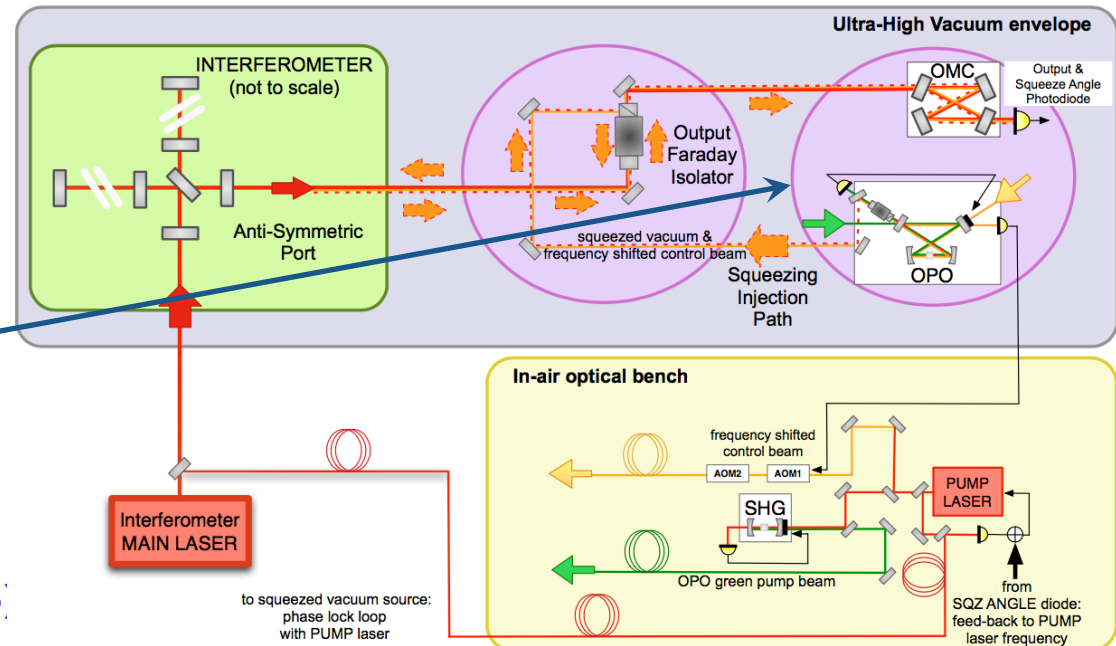 Ultra-High Vacuum envelope
INTERFEROMETER
(not to scale)
OMC
Output &
Squeeze Angle
Photodiode
Output
Faraday
Isolator
Anti-Symmetric
Port
squeezed vacuum &
frequency shifted control beam
OPO
Squeezing
Injection
Path
In-air optical bench
frequency shifted
control beam
AOM2
AOM1
PUMP
LASER
SHG
Interferometer
MAIN LASER
OPO green pump beam
to squeezed vacuum source:
phase lock loop
with PUMP laser
from
SQZ ANGLE diode:
feed-back to PUMP
laser frequency